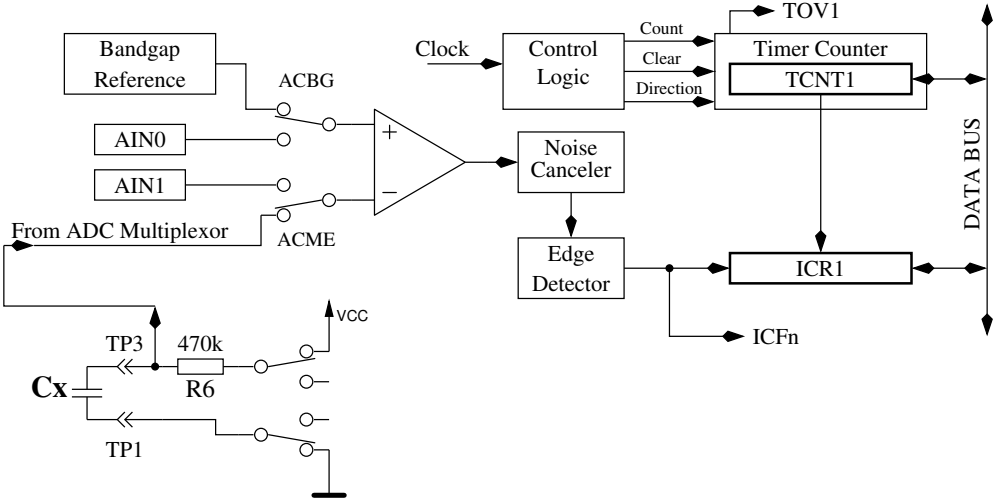 TOV1
Bandgap
Reference
ACBG
Clock
Control
Logic
Count
Clear
Direction
Timer Counter
TCNT1
AIN0
+
Noise
Canceler
AIN1
−
From ADC Multiplexor
ACME
Edge
Detector
ICR1
DATA BUS
ICFn
VCC
TP3
470k
R6
Cx
TP1